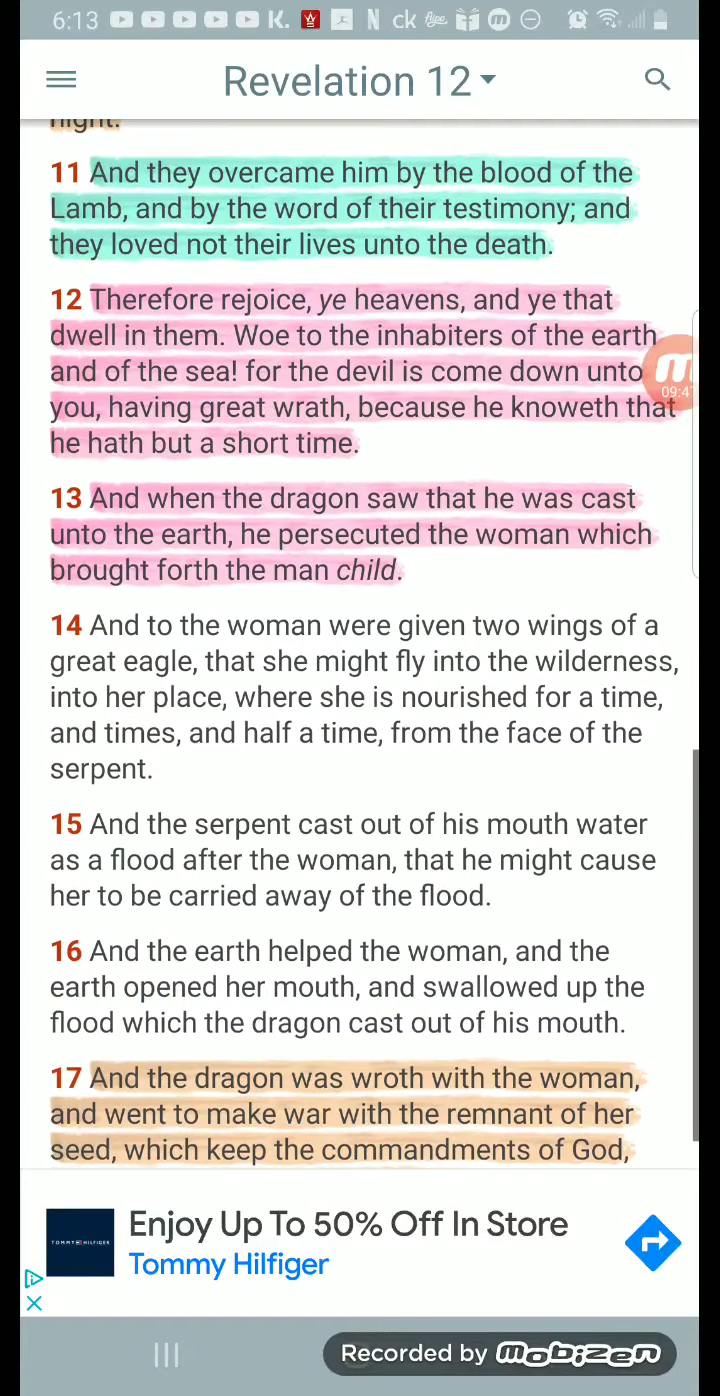 6:13 K. N ck
Revelation 12
night.
11 And they overcame him by the blood of the
Lamb, and by the word of their testimony; and
they loved not their lives unto the death.
12 Therefore rejoice, ye heavens, and ye that
dwell in them. Woe to the inhabiters of the earth
and of the sea! for the devil is come down unto
you, having great wrath, because he knoweth that
he hath but a short time.
13 And when the dragon saw that he was cast
unto the earth, he persecuted the woman which
brought forth the man child.
14 And to the woman were given two wings of a
great eagle, that she might fly into the wilderness,
into her place, where she is nourished for a time,
and times, and half a time, from the face of the
serpent.
15 And the serpent cast out of his mouth water
as a flood after the woman, that he might cause
her to be carried away of the flood.
16 And the earth helped the woman, and the
earth opened her mouth, and swallowed up the
flood which the dragon cast out of his mouth.
17 And the dragon was wroth with the woman,
and went to make war with the remnant of her
seed, which keep the commandments of God,
Enjoy Up To 50% Off In Store
TOMMY HILFIGER
Tommy Hilfiger
Recorded by Mobizen